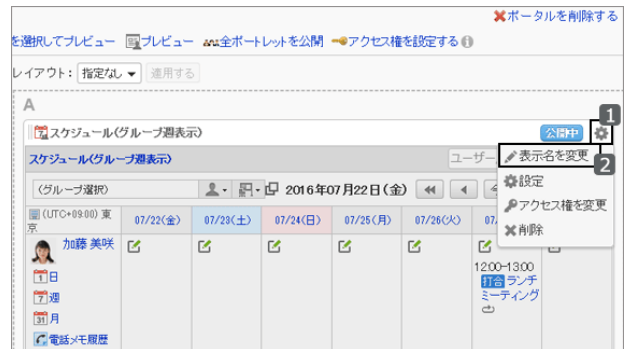 ポータルを削除する
を選択してプレビュー プレビュー 全ポートレットを公開 アクセス権を設定する
レイアウト： 指定なし 適用する
A
1
スケジュール(グループ週表示) 公開中
スケジュール(グループ週表示) ユーザー
表示名を変更 2
設定
アクセス権を変更
削除
(グループ選択) 2016年07月22日(金) 今
(UTC+09:00) 東京 07/22(金) 07/23(土) 07/24(日) 07/25(月) 07/26(火) 07/
加藤 美咲
日
7 週
31 月
電話メモ履歴
12:00-13:00
打合 ランチ
ミーティング